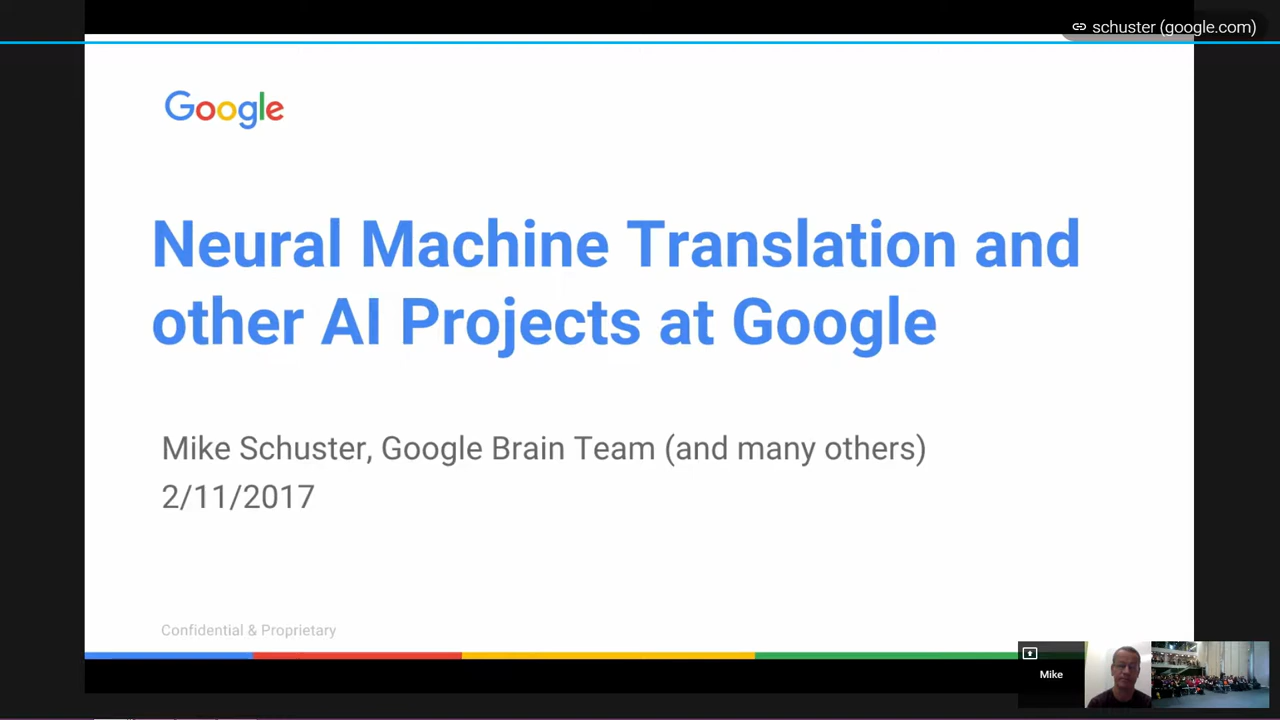 schuster (google.com)
Google
Neural Machine Translation and
other AI Projects at Google
Mike Schuster, Google Brain Team (and many others)
2/11/2017
Confidential & Proprietary
Mike